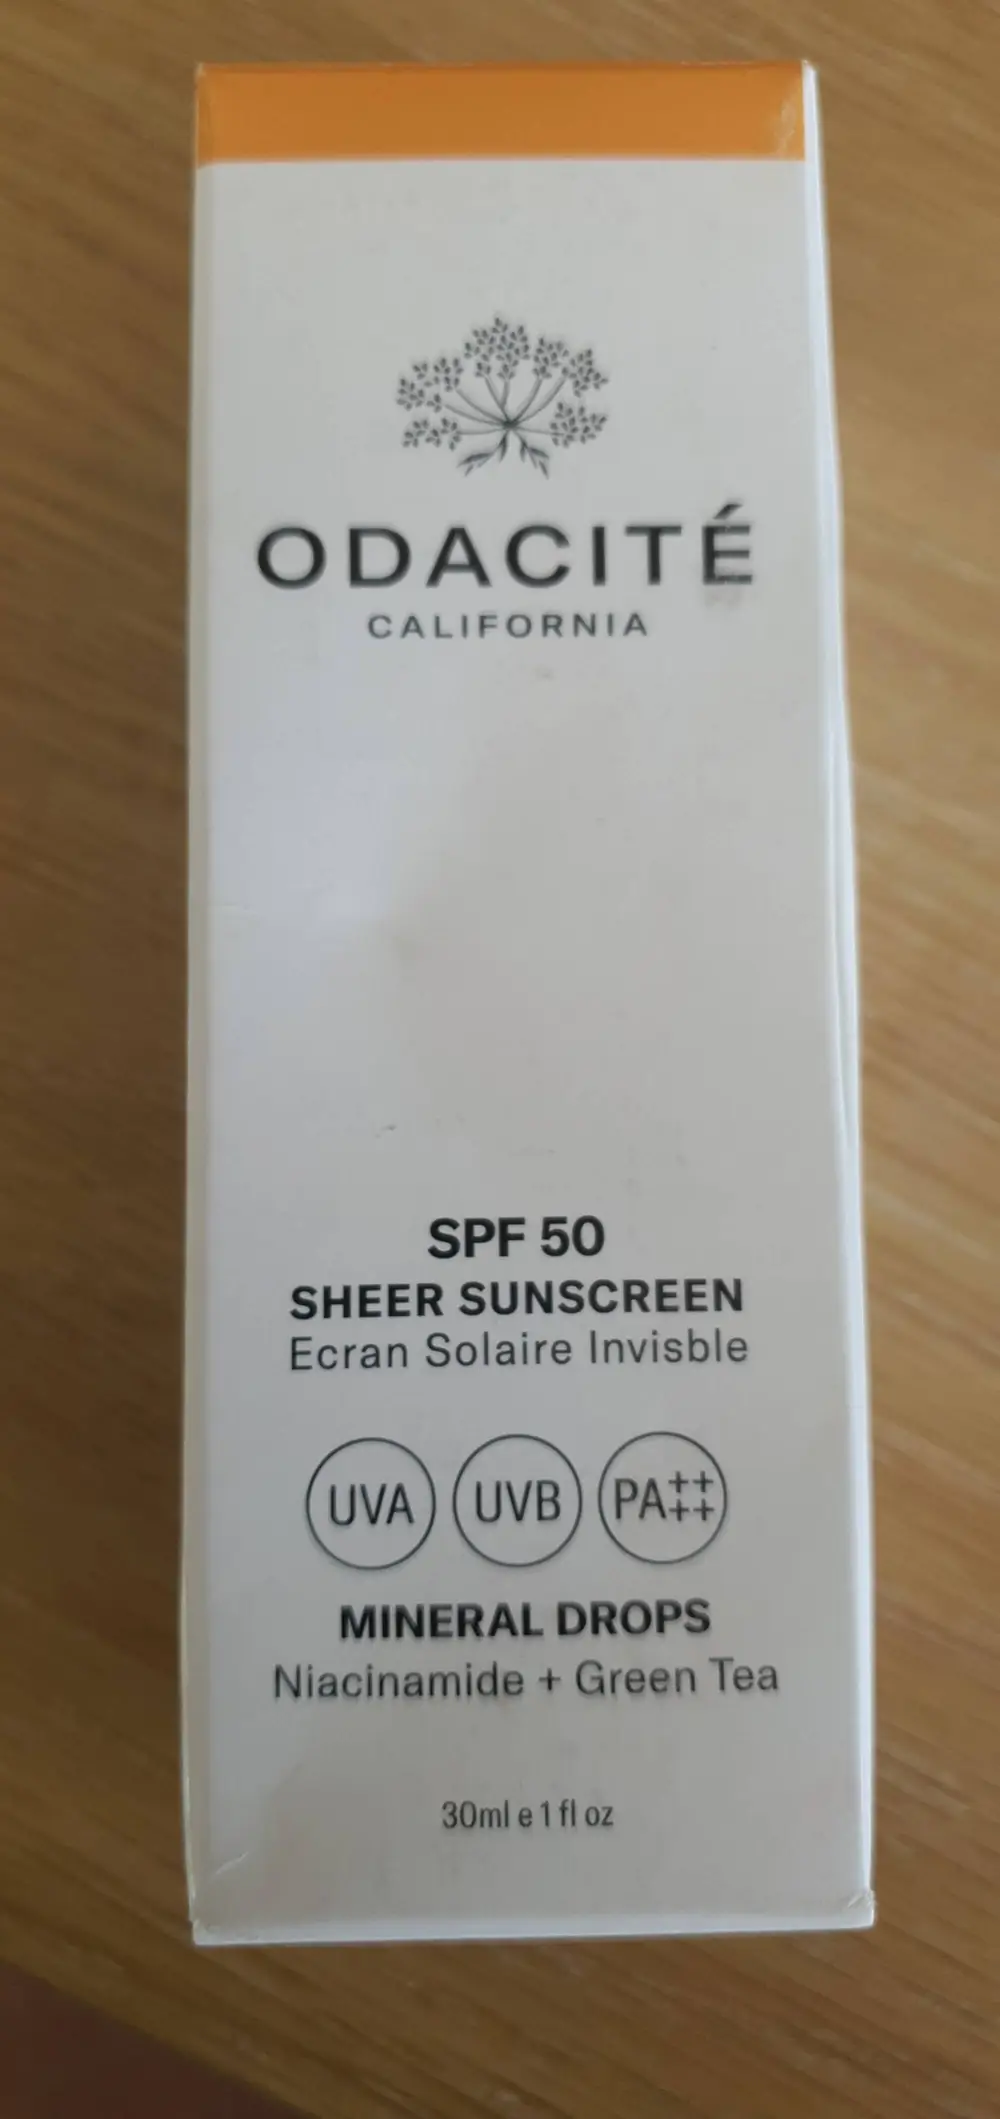 ODACITÉ
CALIFORNIA
SPF 50
SHEER SUNSCREEN
Ecran Solaire Invisble
UVA UVB PA++++
MINERAL DROPS
Niacinamide + Green Tea
30ml e 1 fl oz